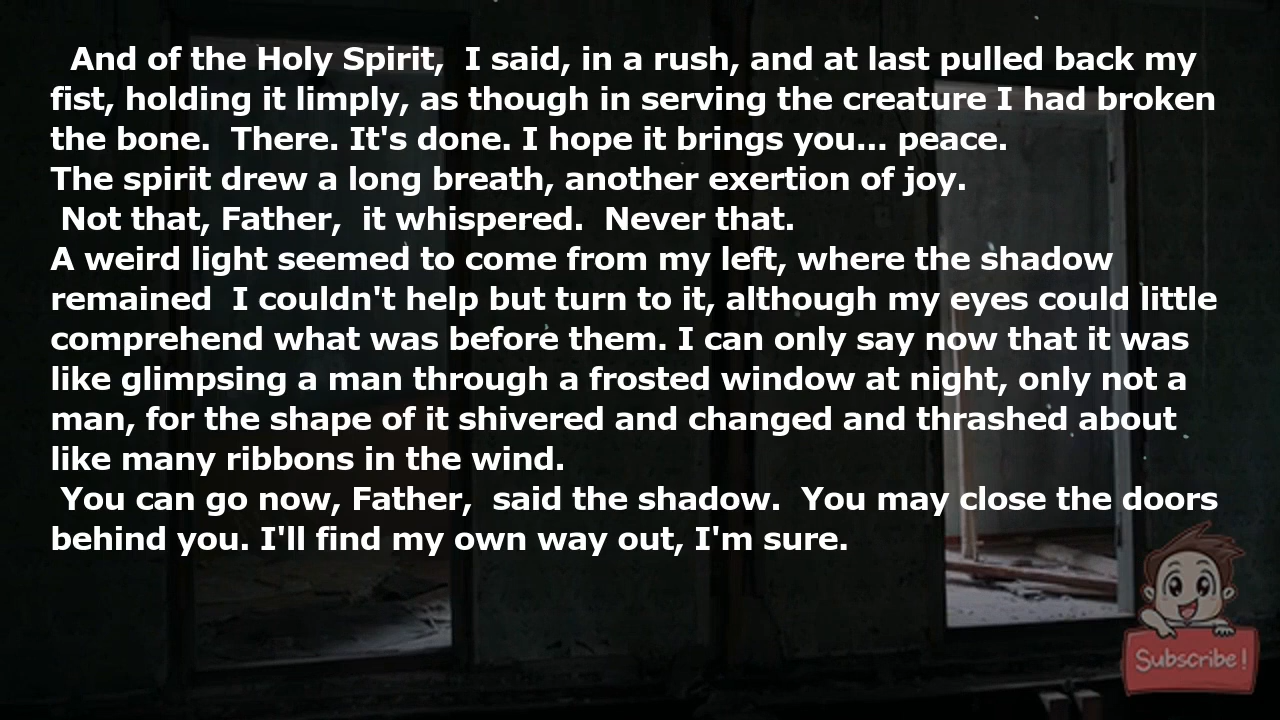 And of the Holy Spirit,  I said, in a rush, and at last pulled back my
fist, holding it limply, as though in serving the creature I had broken
the bone.  There. It's done. I hope it brings you... peace.
The spirit drew a long breath, another exertion of joy.
Not that, Father,  it whispered.  Never that.
A weird light seemed to come from my left, where the shadow
remained  I couldn't help but turn to it, although my eyes could little
comprehend what was before them. I can only say now that it was
like glimpsing a man through a frosted window at night, only not a
man, for the shape of it shivered and changed and thrashed about
like many ribbons in the wind.
You can go now, Father,  said the shadow.  You may close the doors
behind you. I'll find my own way out, I'm sure.
Subscribe!